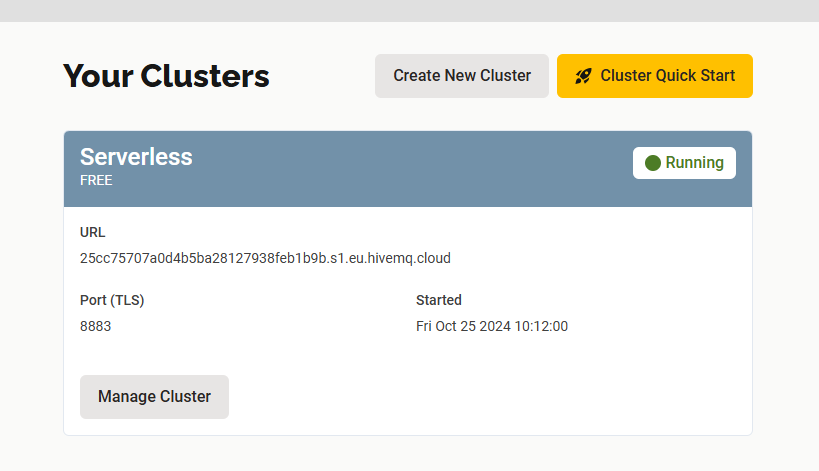 Your Clusters
Create New Cluster
Cluster Quick Start
Serverless
FREE
Running
URL
25cc75707a0d4b5ba28127938feb1b9b.s1.eu.hivemq.cloud
Port (TLS)
Started
8883
Fri Oct 25 2024 10:12:00
Manage Cluster